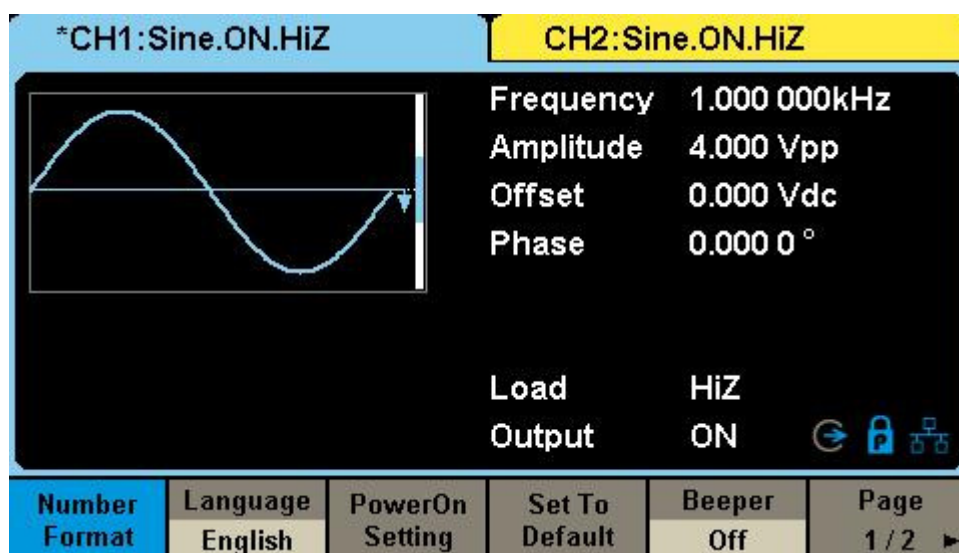 *CH1:Sine.ON.HiZ
CH2:Sine.ON.HiZ
Frequency 1.000 000kHz
Amplitude 4.000 Vpp
Offset 0.000 Vdc
Phase 0.000 0 °
Load HiZ
Output ON
P
Number Format
Language English
PowerOn Setting
Set To Default
Beeper Off
Page 1/2